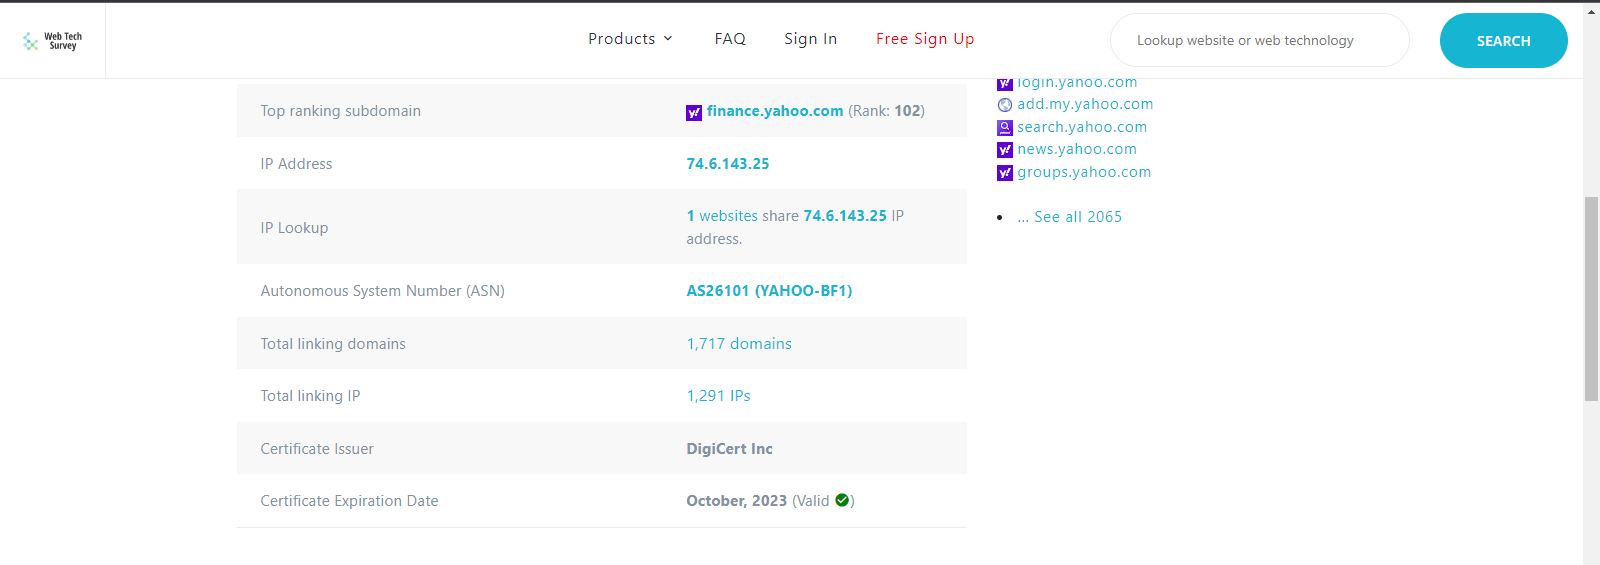 Web Tech
Survey
Products
FAQ
Sign In
Free Sign Up
Lookup website or web technology
SEARCH
Top ranking subdomain
finance.yahoo.com (Rank: 102)
IP Address
74.6.143.25
IP Lookup
1 websites share 74.6.143.25 IP
address.
Autonomous System Number (ASN)
AS26101 (YAHOO-BF1)
Total linking domains
1,717 domains
Total linking IP
1,291 IPs
Certificate Issuer
DigiCert Inc
Certificate Expiration Date
October, 2023 (Valid )
login.yahoo.com
add.my.yahoo.com
search.yahoo.com
news.yahoo.com
groups.yahoo.com
... See all 2065